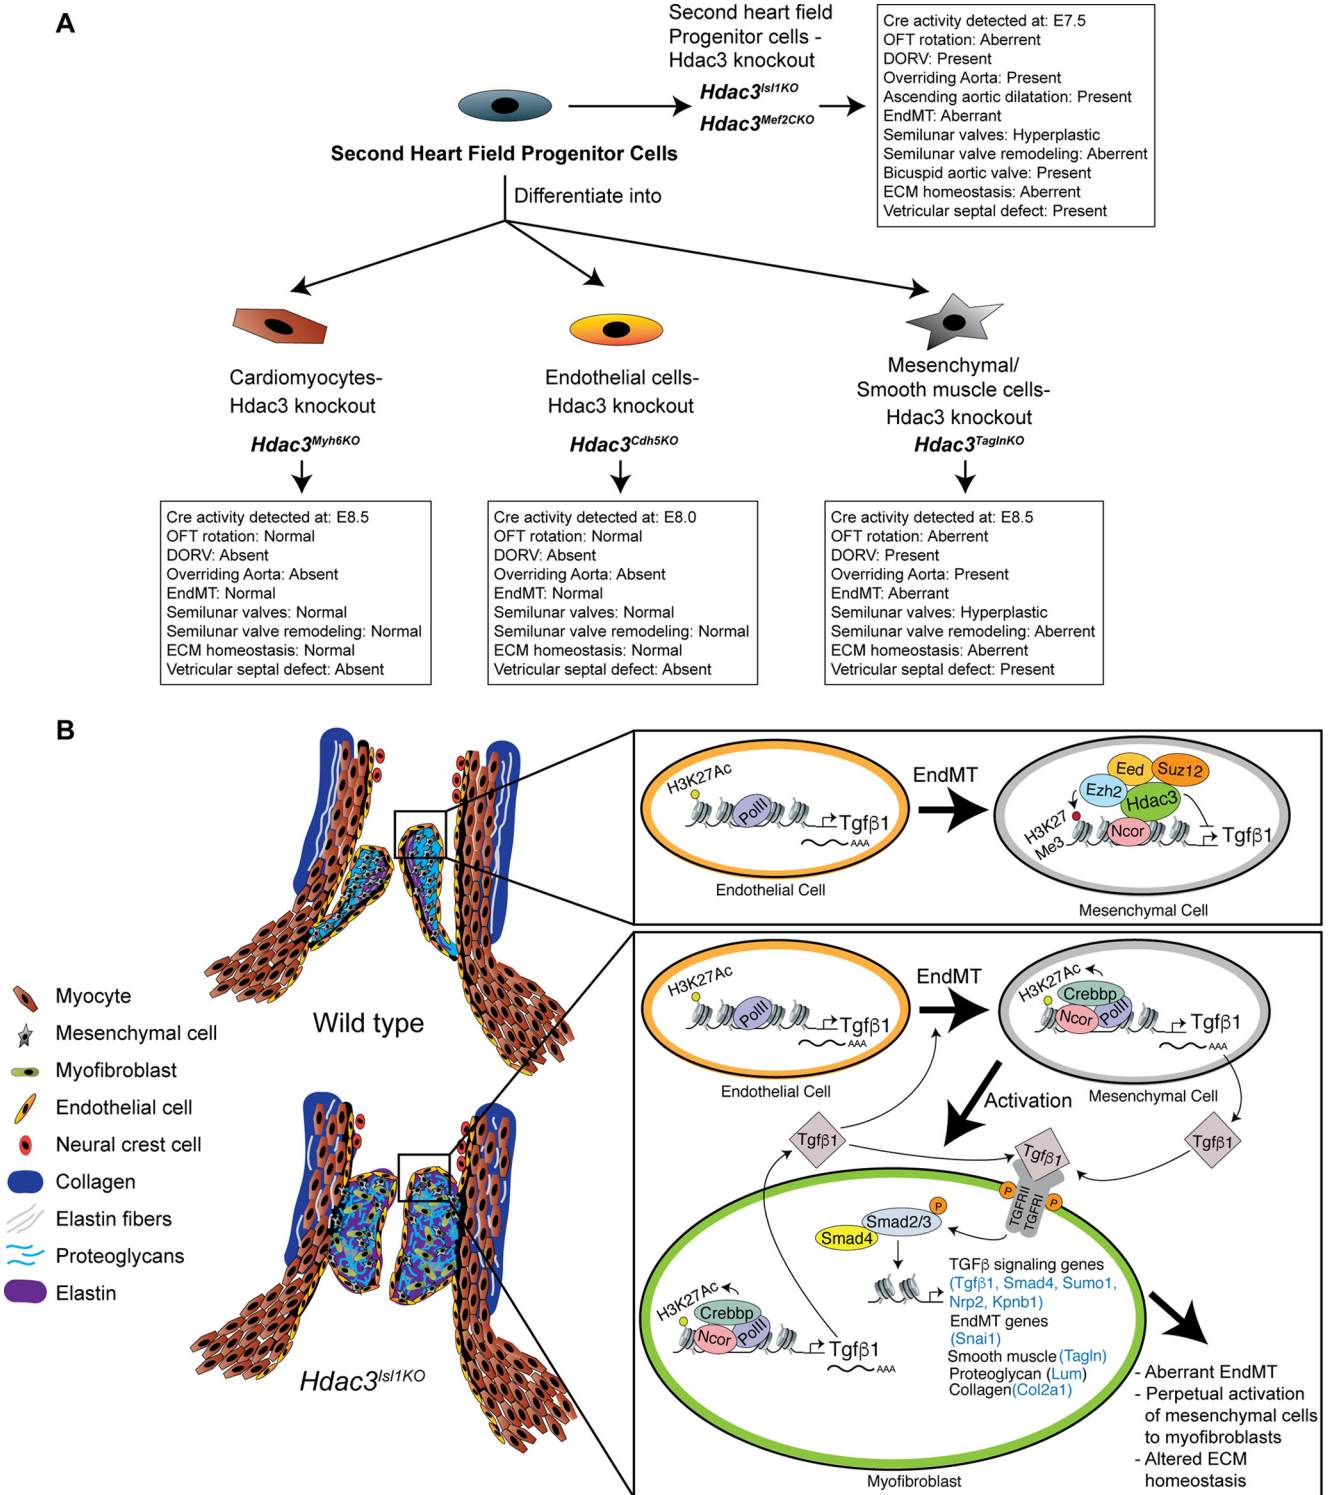 A
Second heart field
Progenitor cells -
Hdac3 knockout
Hdac3Isl1KO
Hdac3Mef2CKO
Cre activity detected at: E7.5
OFT rotation: Aberrent
DORV: Present
Overriding Aorta: Present
Ascending aortic dilatation: Present
EndMT: Aberrant
Semilunar valves: Hyperplastic
Semilunar valve remodeling: Aberrent
Bicuspid aortic valve: Present
ECM homeostasis: Aberrent
Vetricular septal defect: Present
Second Heart Field Progenitor Cells
Differentiate into
Cardiomyocytes-
Hdac3 knockout
Hdac3Myh6KO
Endothelial cells-
Hdac3 knockout
Hdac3Cdh5KO
Mesenchymal/
Smooth muscle cells-
Hdac3 knockout
Hdac3TaglnKO
Cre activity detected at: E8.5
OFT rotation: Normal
DORV: Absent
Overriding Aorta: Absent
EndMT: Normal
Semilunar valves: Normal
Semilunar valve remodeling: Normal
ECM homeostasis: Normal
Vetricular septal defect: Absent
Cre activity detected at: E8.0
OFT rotation: Normal
DORV: Absent
Overriding Aorta: Absent
EndMT: Normal
Semilunar valves: Normal
Semilunar valve remodeling: Normal
ECM homeostasis: Normal
Vetricular septal defect: Absent
Cre activity detected at: E8.5
OFT rotation: Aberrent
DORV: Present
Overriding Aorta: Present
EndMT: Aberrant
Semilunar valves: Hyperplastic
Semilunar valve remodeling: Aberrent
ECM homeostasis: Aberrent
Vetricular septal defect: Present
B
Wild type
Hdac3Isl1KO
Myocyte
Mesenchymal cell
Myofibroblast
Endothelial cell
Neural crest cell
Collagen
Elastin fibers
Proteoglycans
Elastin
H3K27Ac
PolII
Tgfβ1
AAA
Endothelial Cell
EndMT
Eed
Suz12
Ezh2
Hdac3
H3K27
Me3
Ncor
Tgfβ1
Mesenchymal Cell
H3K27Ac
PolII
Tgfβ1
AAA
Endothelial Cell
EndMT
H3K27Ac
Crebbp
Ncor
PolII
Tgfβ1
AAA
Mesenchymal Cell
Activation
Tgfβ1
Tgfβ1
Tgfβ1
P
TGFRII
TGFRI
P
P
Smad2/3
Smad4
TGFβ signaling genes
(Tgfβ1, Smad4, Sumo1,
Nrp2, Kpnb1)
EndMT genes
(Snai1)
Smooth muscle (Tagln)
Proteoglycan (Lum)
Collagen(Col2a1)
H3K27Ac
Crebbp
Ncor
PolII
Tgfβ1
AAA
Myofibroblast
- Aberrant EndMT
- Perpetual activation
of mesenchymal cells
to myofibroblasts
- Altered ECM
homeostasis